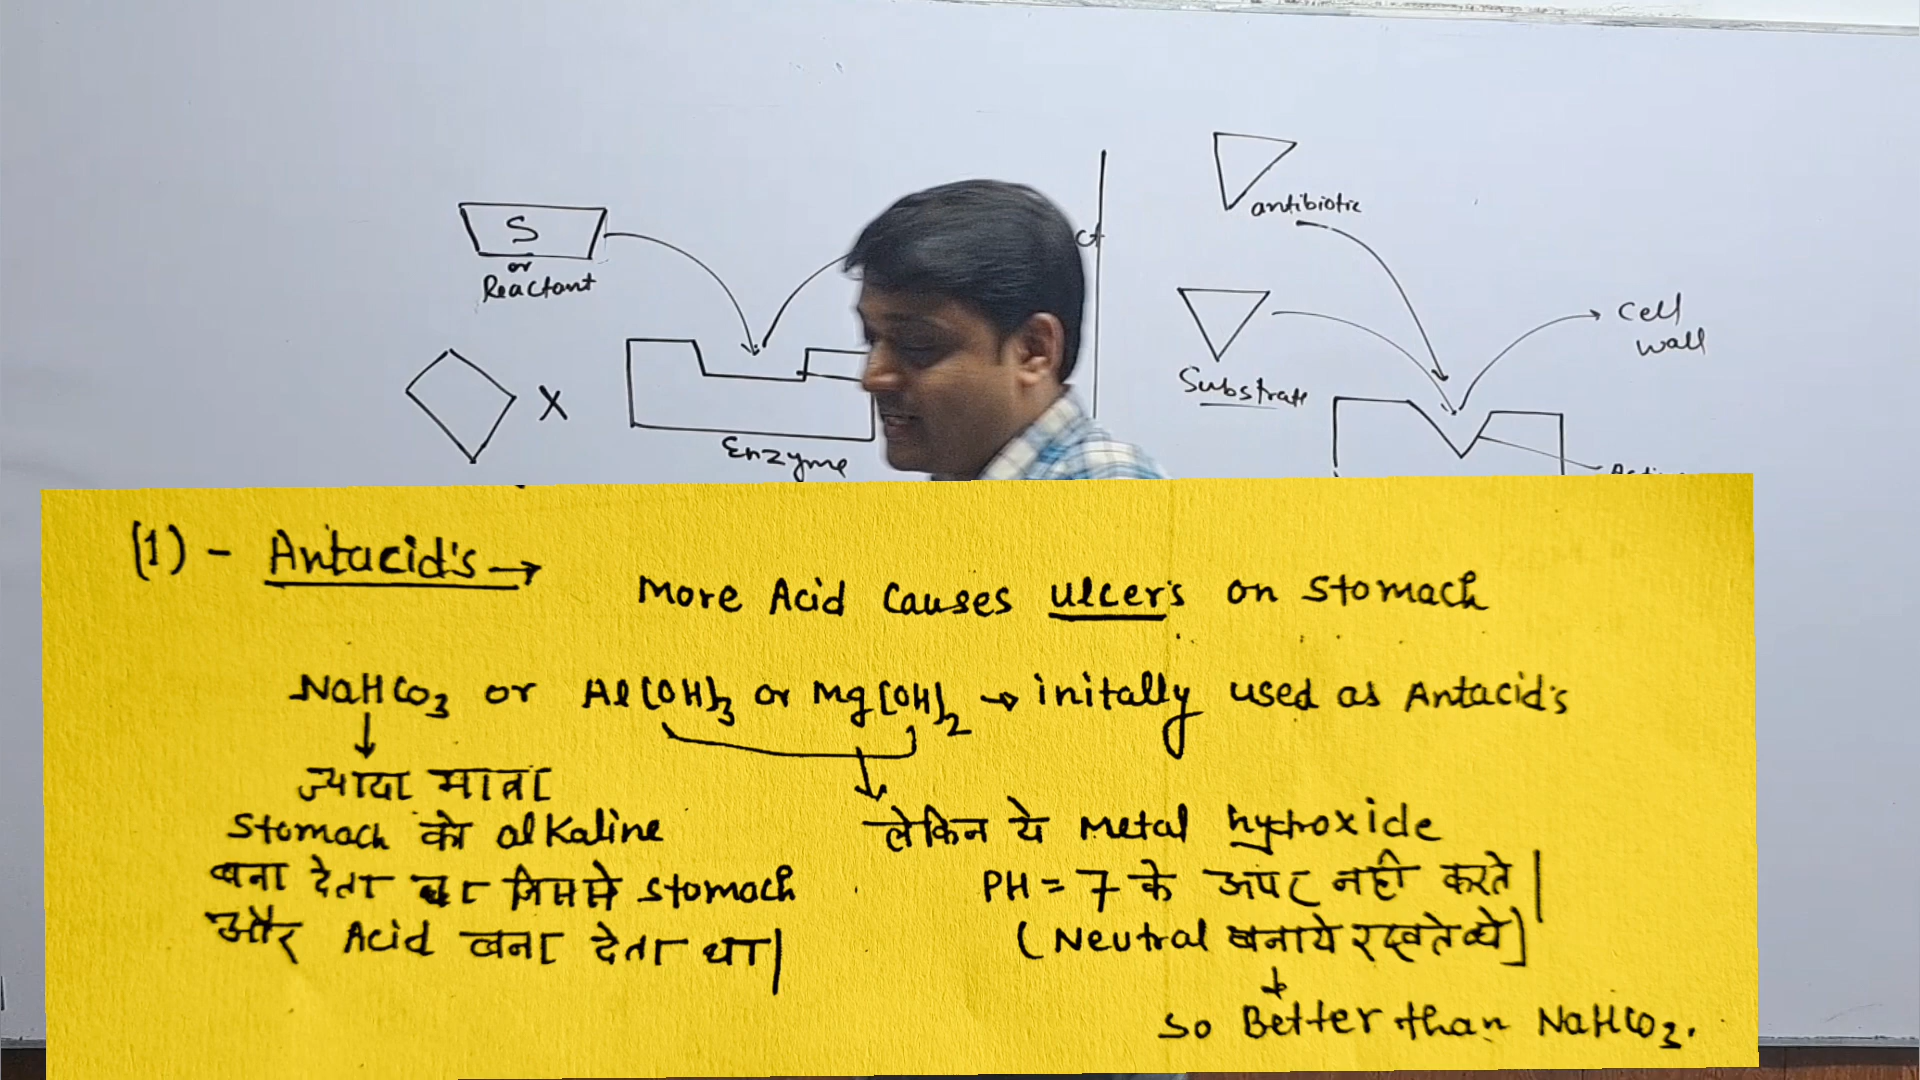 S
or
Reactant
X
Enzyme
ct
antibiotic
Substrate
Cell
wall
(1) - Antacid's →
More Acid Causes ulcer's on Stomach
NaHCO3 or Al(OH)3 or Mg(OH)2 → initally used as Antacid's
ज्यादा मात्रा
Stomach को alkaline
बना देता था जिससे stomach
और Acid बना देता था|
लेकिन ये Metal hydroxide
PH = 7 के ऊपर नही करते|
(Neutral बनाये रखते थे)
so Better than NaHCO3.